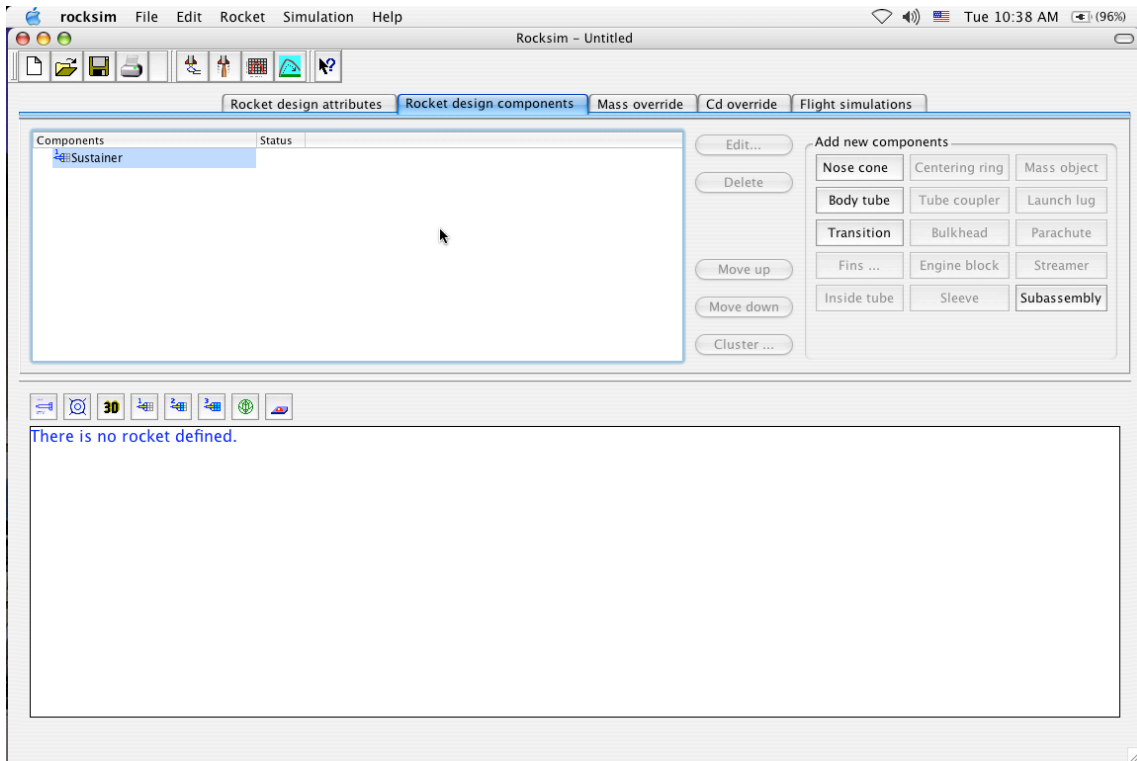 rocksim File Edit Rocket Simulation Help Tue 10:38 AM (96%)
Rocksim – Untitled
Rocket design attributes Rocket design components Mass override Cd override Flight simulations
Components Status
Sustainer
Edit...
Delete
Move up
Move down
Cluster ...
Add new components
Nose cone Centering ring Mass object
Body tube Tube coupler Launch lug
Transition Bulkhead Parachute
Fins ... Engine block Streamer
Inside tube Sleeve Subassembly
3D 1 2 3
There is no rocket defined.